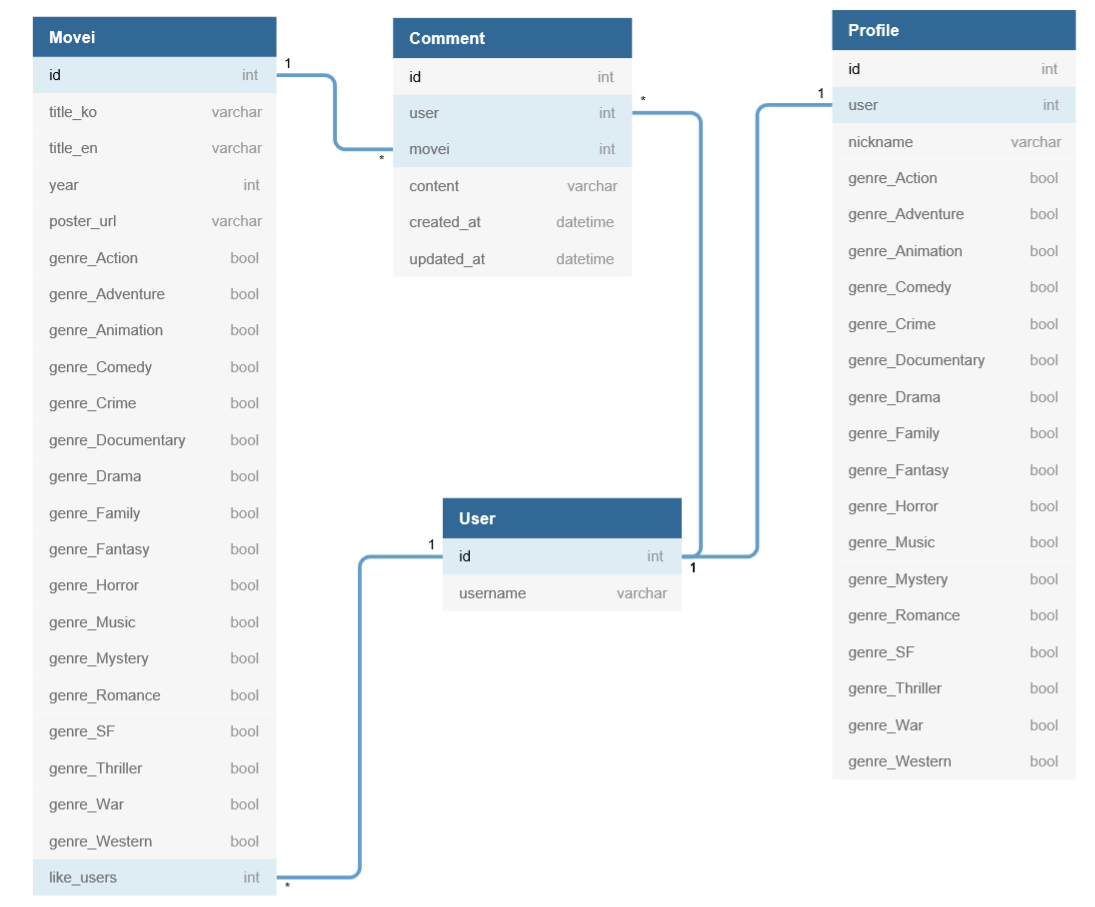 Movei
id int
title_ko varchar
title_en varchar
year int
poster_url varchar
genre_Action bool
genre_Adventure bool
genre_Animation bool
genre_Comedy bool
genre_Crime bool
genre_Documentary bool
genre_Drama bool
genre_Family bool
genre_Fantasy bool
genre_Horror bool
genre_Music bool
genre_Mystery bool
genre_Romance bool
genre_SF bool
genre_Thriller bool
genre_War bool
genre_Western bool
like_users int
1
*
*
Comment
id int
user int
movei int
content varchar
created_at datetime
updated_at datetime
*
1
User
id int
username varchar
1
1
Profile
id int
user int
nickname varchar
genre_Action bool
genre_Adventure bool
genre_Animation bool
genre_Comedy bool
genre_Crime bool
genre_Documentary bool
genre_Drama bool
genre_Family bool
genre_Fantasy bool
genre_Horror bool
genre_Music bool
genre_Mystery bool
genre_Romance bool
genre_SF bool
genre_Thriller bool
genre_War bool
genre_Western bool